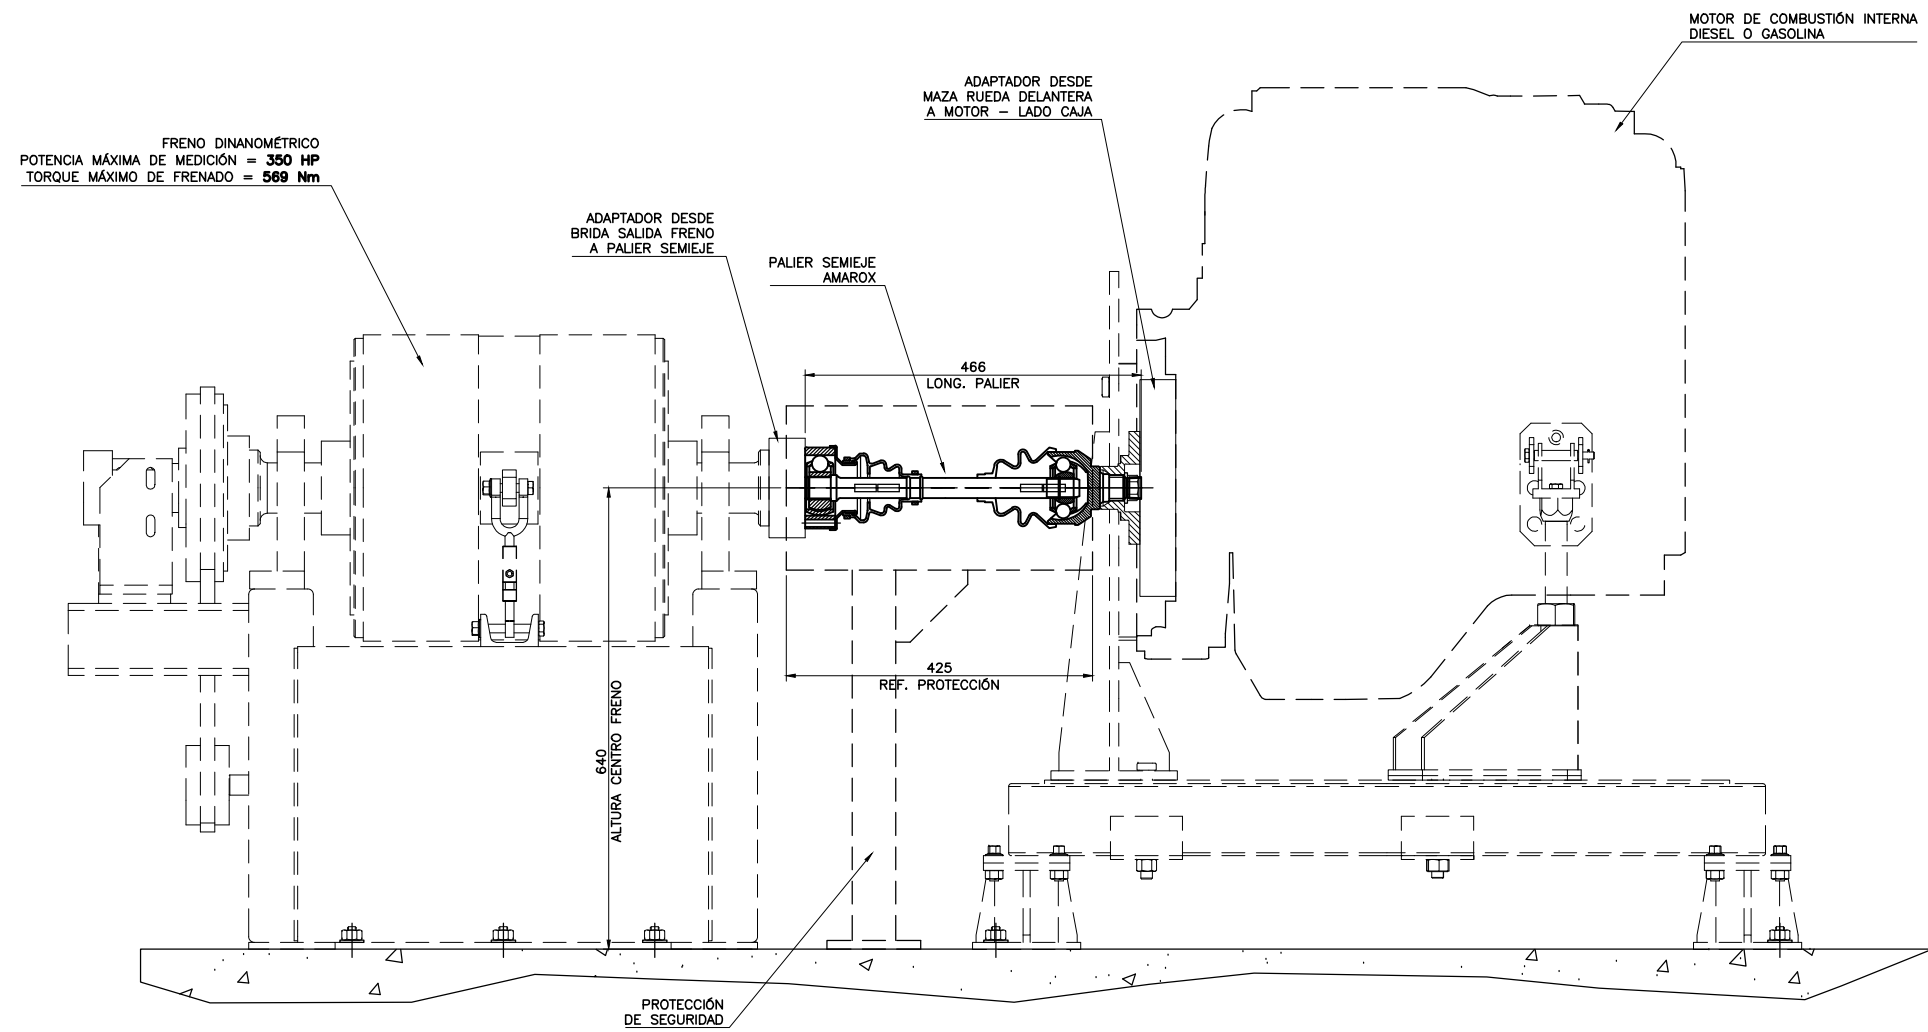 MOTOR DE COMBUSTIÓN INTERNA
DIESEL O GASOLINA
ADAPTADOR DESDE
MAZA RUEDA DELANTERA
A MOTOR – LADO CAJA
FRENO DINANOMÉTRICO
POTENCIA MÁXIMA DE MEDICIÓN = 350 HP
TORQUE MÁXIMO DE FRENADO = 569 Nm
ADAPTADOR DESDE
BRIDA SALIDA FRENO
A PALIER SEMIEJE
PALIER SEMIEJE
AMAROX
466
LONG. PALIER
425
REF. PROTECCIÓN
640
ALTURA CENTRO FRENO
PROTECCIÓN
DE SEGURIDAD